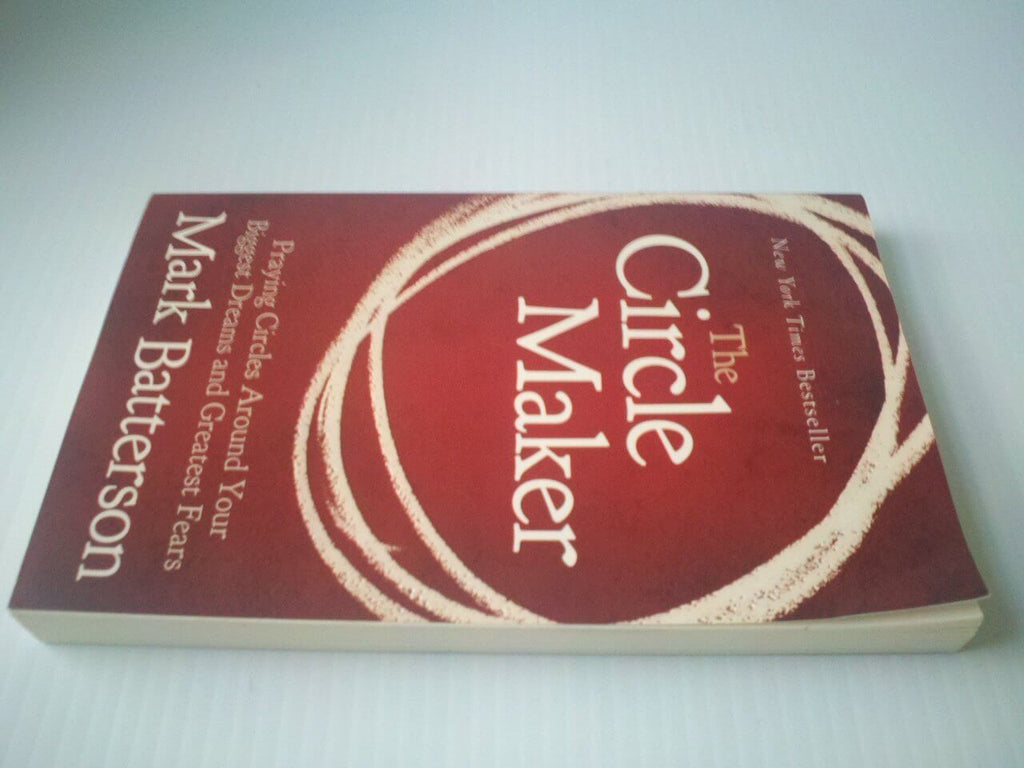 New York Times Bestseller
The
Circle
Maker
Praying Circles Around Your
Biggest Dreams and Greatest Fears
Mark Batterson